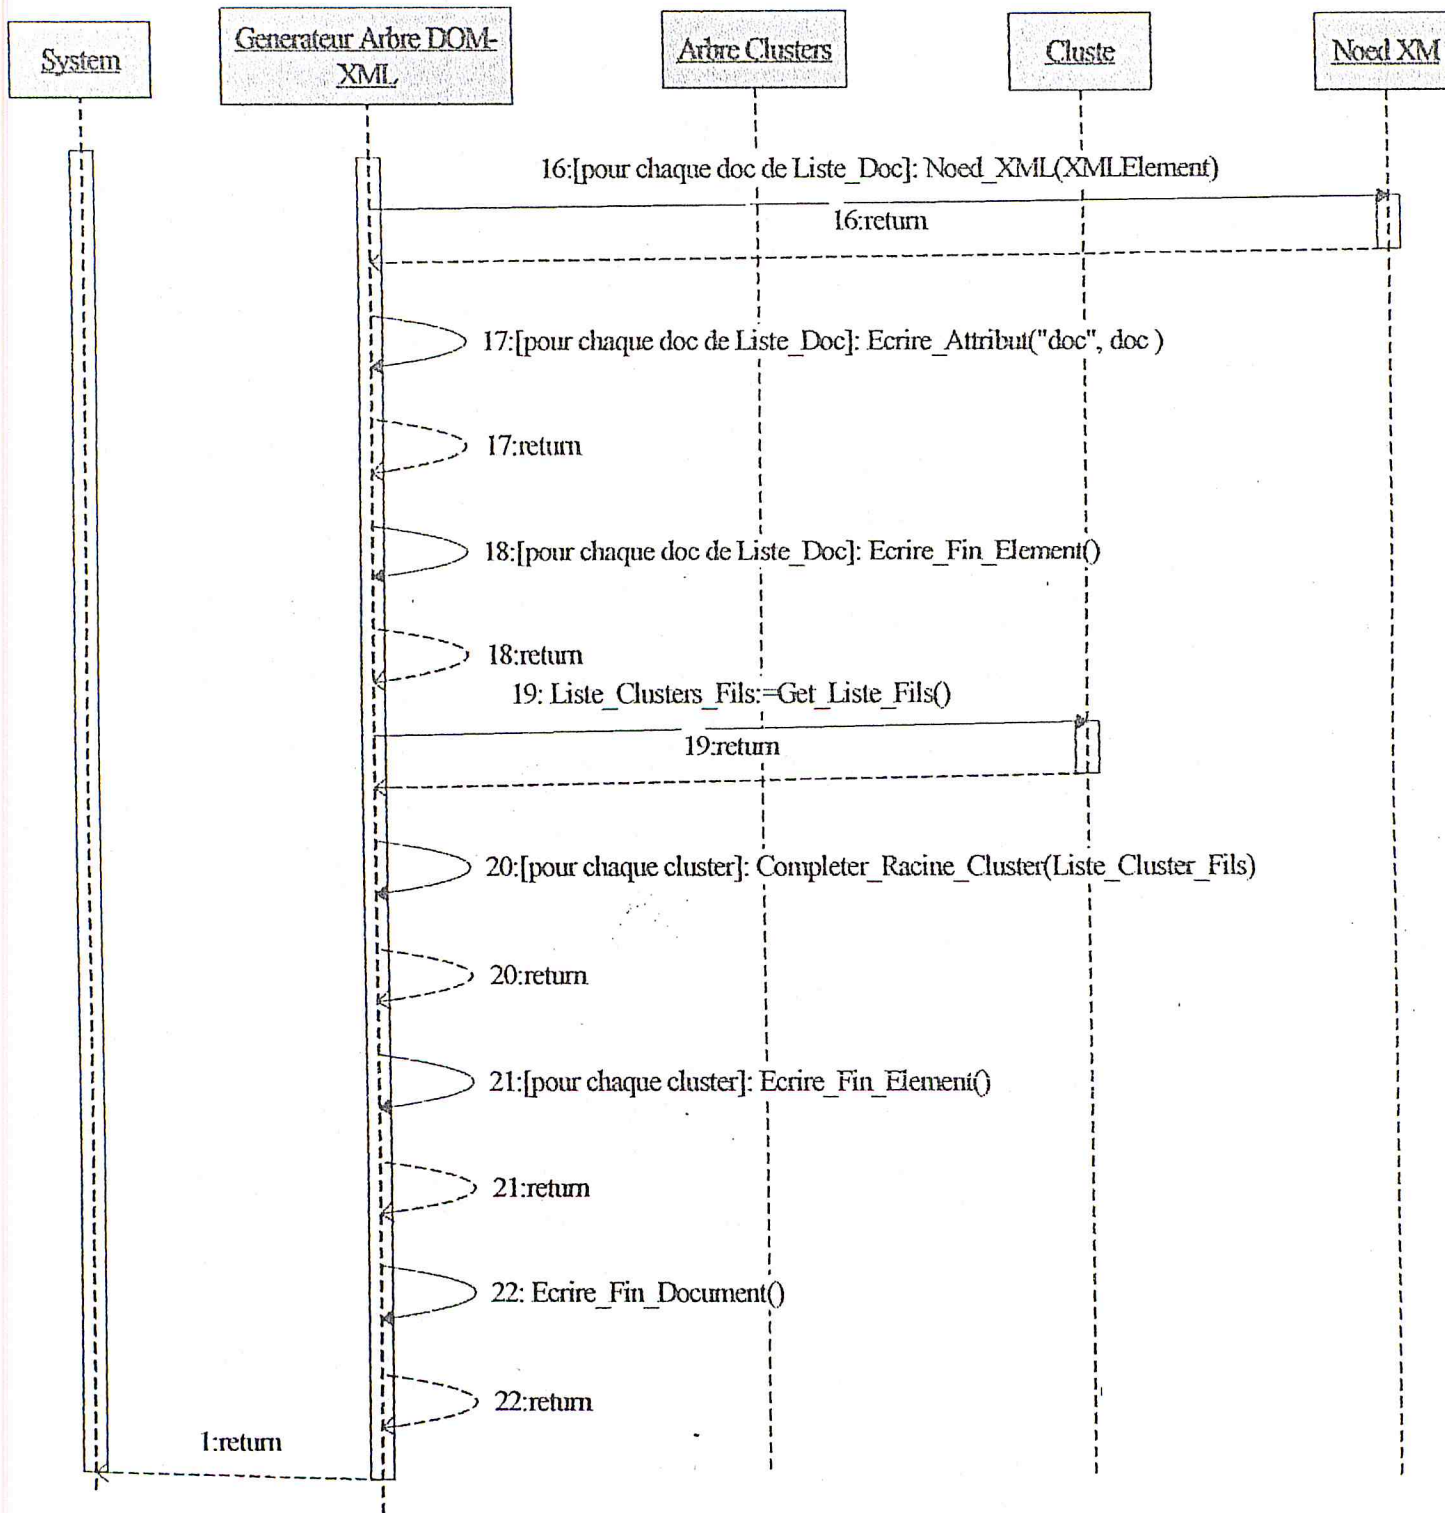 System
Generateur Arbre DOM-
XML
Arbre Clusters
Cluste
Noed XM
16:[pour chaque doc de Liste_Doc]: Noed_XML(XMLElement)
16:return
17:[pour chaque doc de Liste_Doc]: Ecrire_Attribut("doc", doc )
17:return
18:[pour chaque doc de Liste_Doc]: Ecrire_Fin_Element()
18:return
19: Liste_Clusters_Fils:=Get_Liste_Fils()
19:return
20:[pour chaque cluster]: Completer_Racine_Cluster(Liste_Cluster_Fils)
20:return
21:[pour chaque cluster]: Ecrire_Fin_Element()
21:return
22: Ecrire_Fin_Document()
22:return
1:return